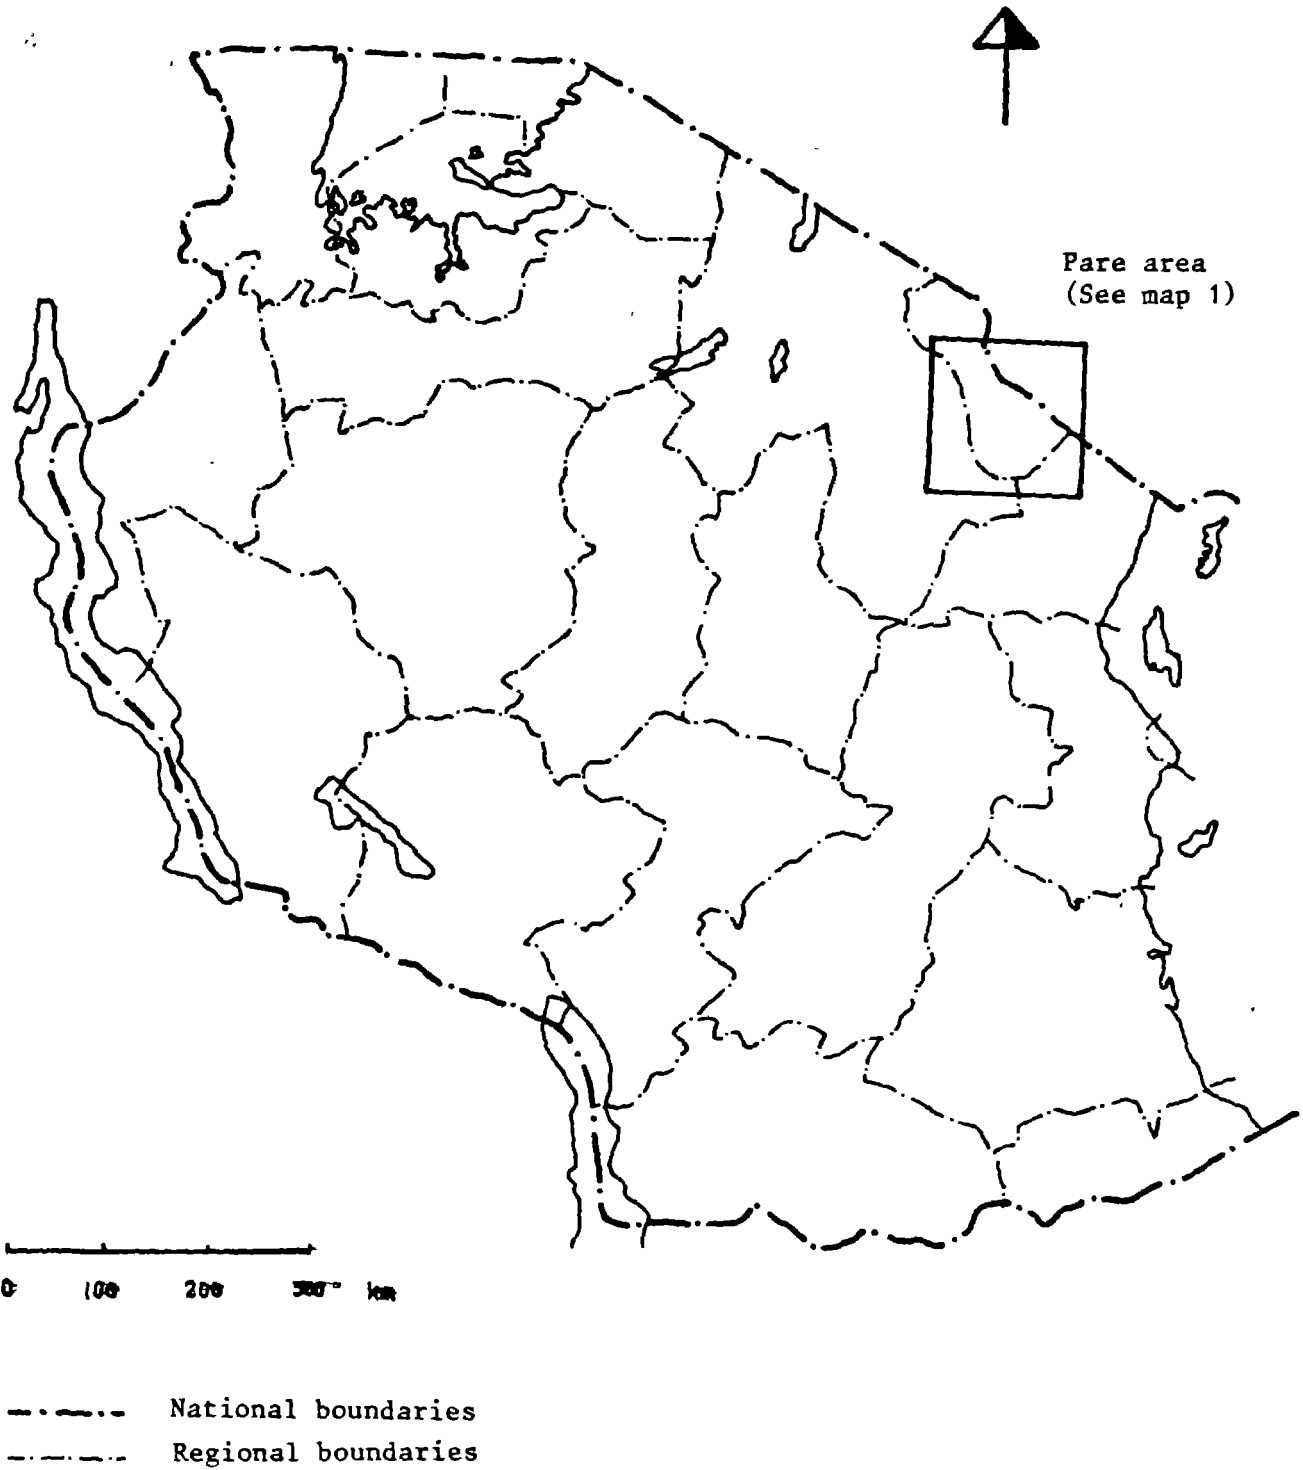 Pare area
(See map 1)
0 100 200 300 km
National boundaries
Regional boundaries